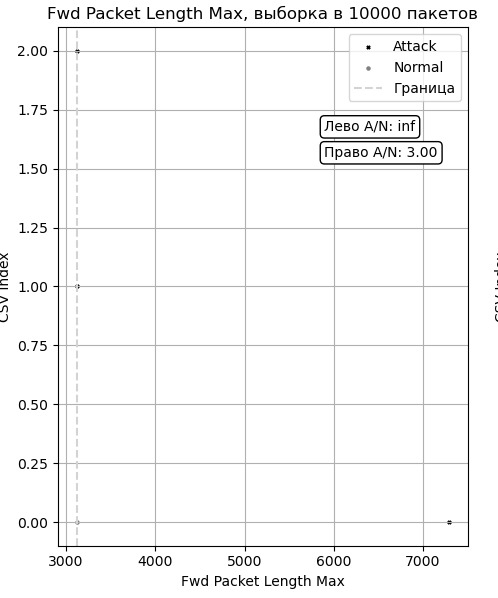 Fwd Packet Length Max, выборка в 10000 пакетов
Attack
Normal
Граница
Лево A/N: inf
Право A/N: 3.00
2.00
1.75
1.50
1.25
1.00
0.75
0.50
0.25
0.00
CSV Index
3000 4000 5000 6000 7000
Fwd Packet Length Max